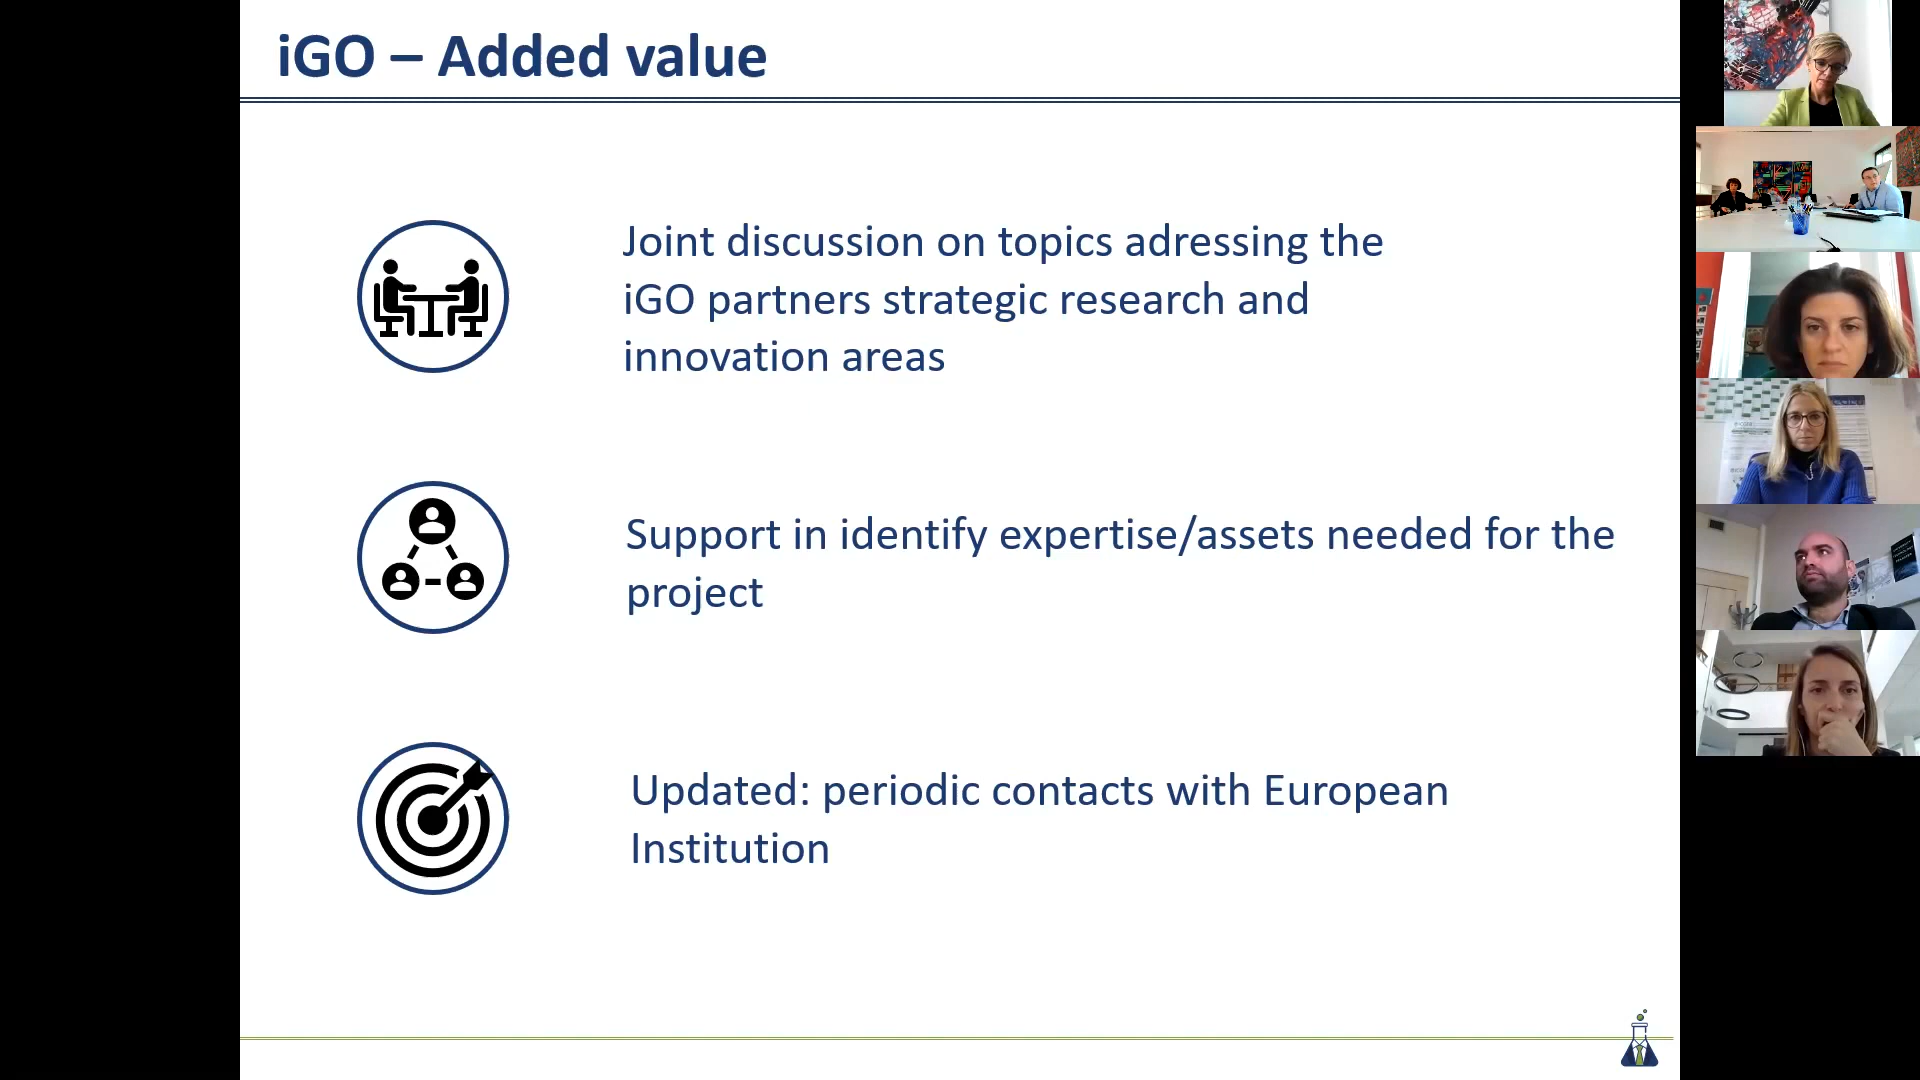 iGO – Added value
Joint discussion on topics adressing the
iGO partners strategic research and
innovation areas
Support in identify expertise/assets needed for the
project
Updated: periodic contacts with European
Institution